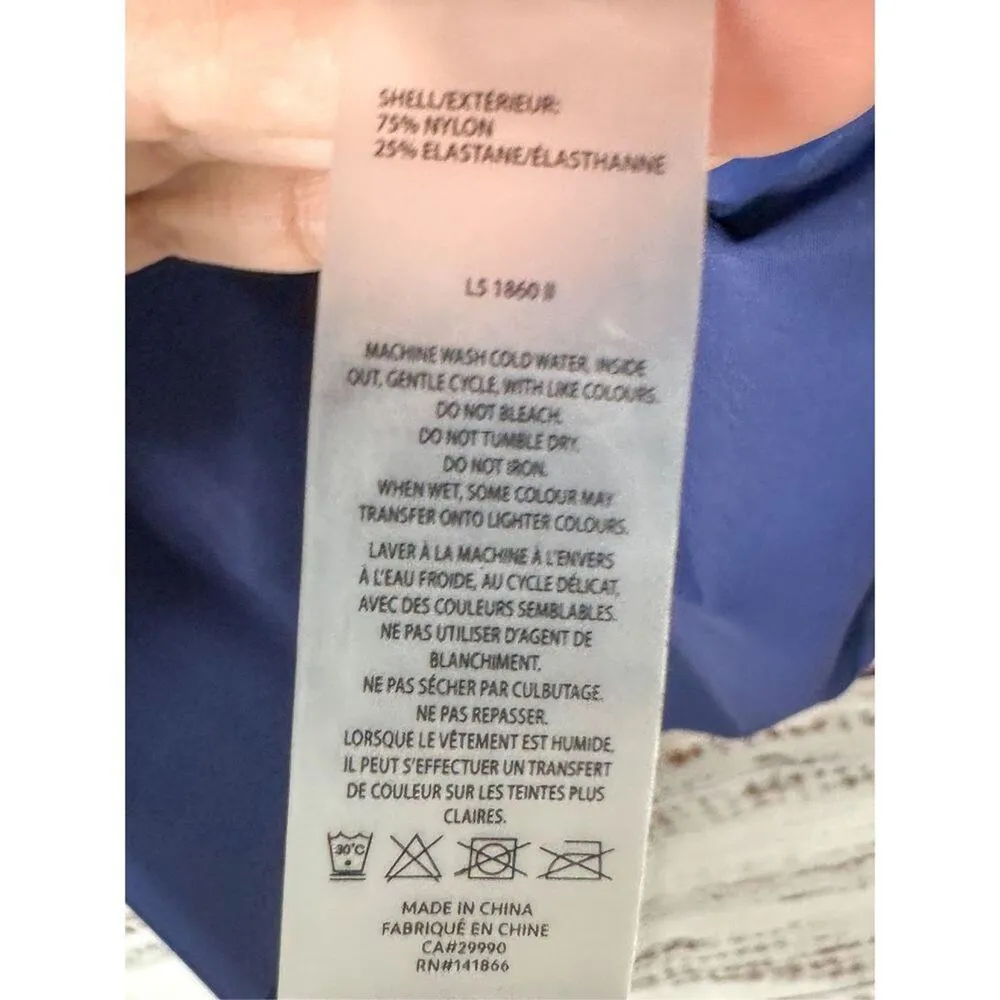 SHELL/EXTÉRIEUR:
75% NYLON
25% ELASTANE/ÉLASTHANNE
LS 1860
MACHINE WASH COLD WATER, INSIDE
OUT, GENTLE CYCLE, WITH LIKE COLOURS.
DO NOT BLEACH.
DO NOT TUMBLE DRY.
DO NOT IRON.
WHEN WET, SOME COLOUR MAY
TRANSFER ONTO LIGHTER COLOURS.
LAVER À LA MACHINE À L'ENVERS
À L'EAU FROIDE, AU CYCLE DÉLICAT,
AVEC DES COULEURS SEMBLABLES.
NE PAS UTILISER D'AGENT DE
BLANCHIMENT.
NE PAS SÉCHER PAR CULBUTAGE.
NE PAS REPASSER.
LORSQUE LE VÊTEMENT EST HUMIDE,
IL PEUT S'EFFECTUER UN TRANSFERT
DE COULEUR SUR LES TEINTES PLUS
CLAIRES.
30°C
MADE IN CHINA
FABRIQUÉ EN CHINE
CA#29990
RN#141866